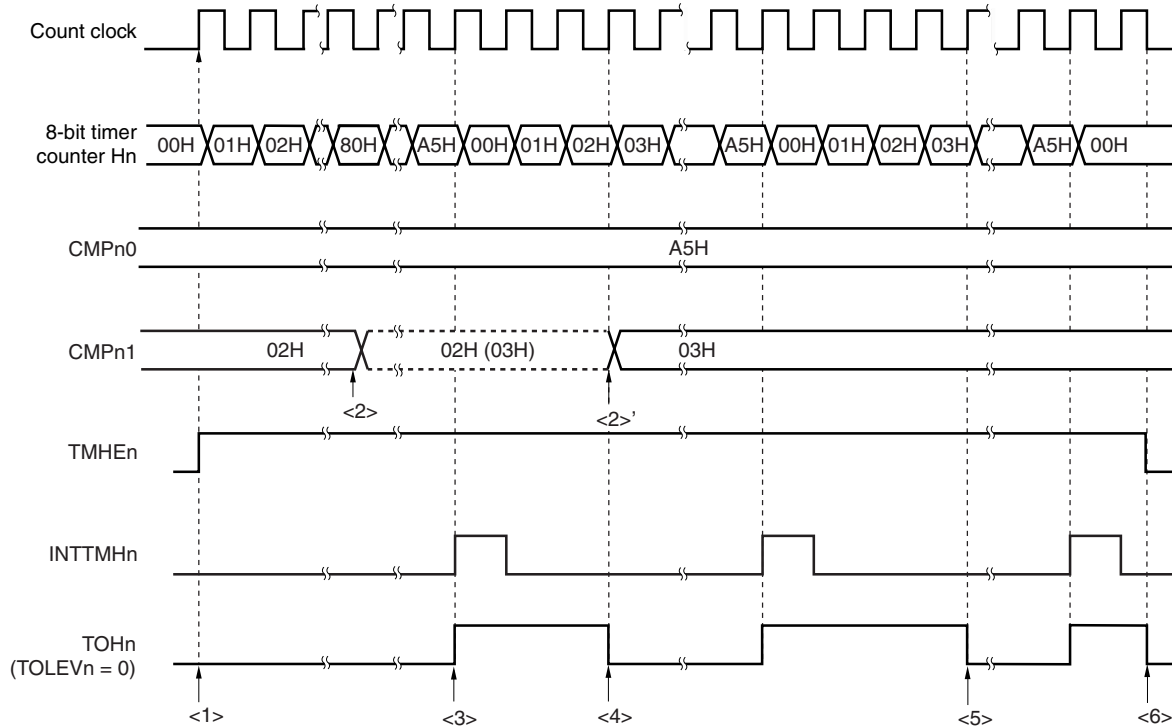 Count clock
8-bit timer
counter Hn
00H 01H 02H 80H A5H 00H 01H 02H 03H A5H 00H 01H 02H 03H A5H 00H
CMPn0
A5H
CMPn1
02H 02H (03H) 03H
<2> <2>’
TMHEn
INTTMHn
TOHn
(TOLEVn = 0)
<1> <3> <4> <5> <6>